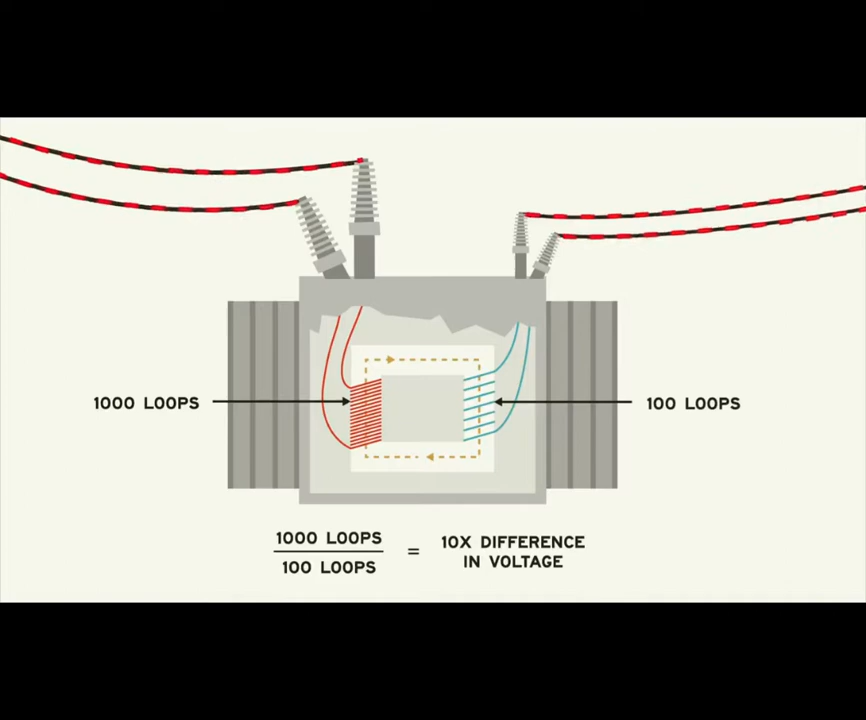 1000 LOOPS
100 LOOPS
1000 LOOPS
100 LOOPS
=
10X DIFFERENCE
IN VOLTAGE